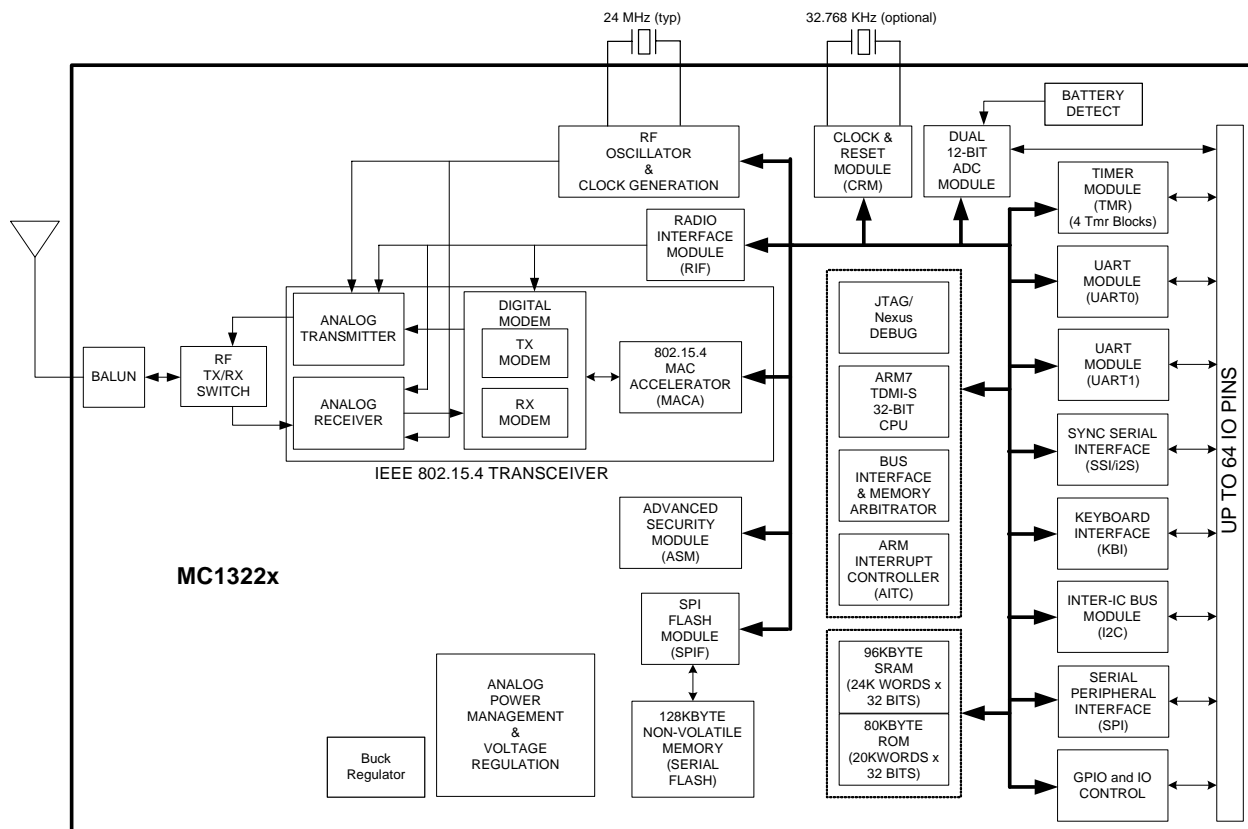 24 MHz (typ)
32.768 KHz (optional)
BATTERY
DETECT
RF
OSCILLATOR
&
CLOCK GENERATION
CLOCK &
RESET
MODULE
(CRM)
DUAL
12-BIT
ADC
MODULE
TIMER
MODULE
(TMR)
(4 Tmr Blocks)
RADIO
INTERFACE
MODULE
(RIF)
UART
MODULE
(UART0)
JTAG/
Nexus
DEBUG
ANALOG
TRANSMITTER
DIGITAL
MODEM
TX
MODEM
RX
MODEM
802.15.4
MAC
ACCELERATOR
(MACA)
BALUN
RF
TX/RX
SWITCH
ANALOG
RECEIVER
IEEE 802.15.4 TRANSCEIVER
UART
MODULE
(UART1)
ARM7
TDMI-S
32-BIT
CPU
SYNC SERIAL
INTERFACE
(SSI/i2S)
BUS
INTERFACE
& MEMORY
ARBITRATOR
UP TO 64 IO PINS
ADVANCED
SECURITY
MODULE
(ASM)
KEYBOARD
INTERFACE
(KBI)
ARM
INTERRUPT
CONTROLLER
(AITC)
MC1322x
SPI
FLASH
MODULE
(SPIF)
INTER-IC BUS
MODULE
(I2C)
96KBYTE
SRAM
(24K WORDS x
32 BITS)
SERIAL
PERIPHERAL
INTERFACE
(SPI)
ANALOG
POWER
MANAGEMENT
&
VOLTAGE
REGULATION
128KBYTE
NON-VOLATILE
MEMORY
(SERIAL
FLASH)
80KBYTE
ROM
(20KWORDS x
32 BITS)
Buck
Regulator
GPIO and IO
CONTROL